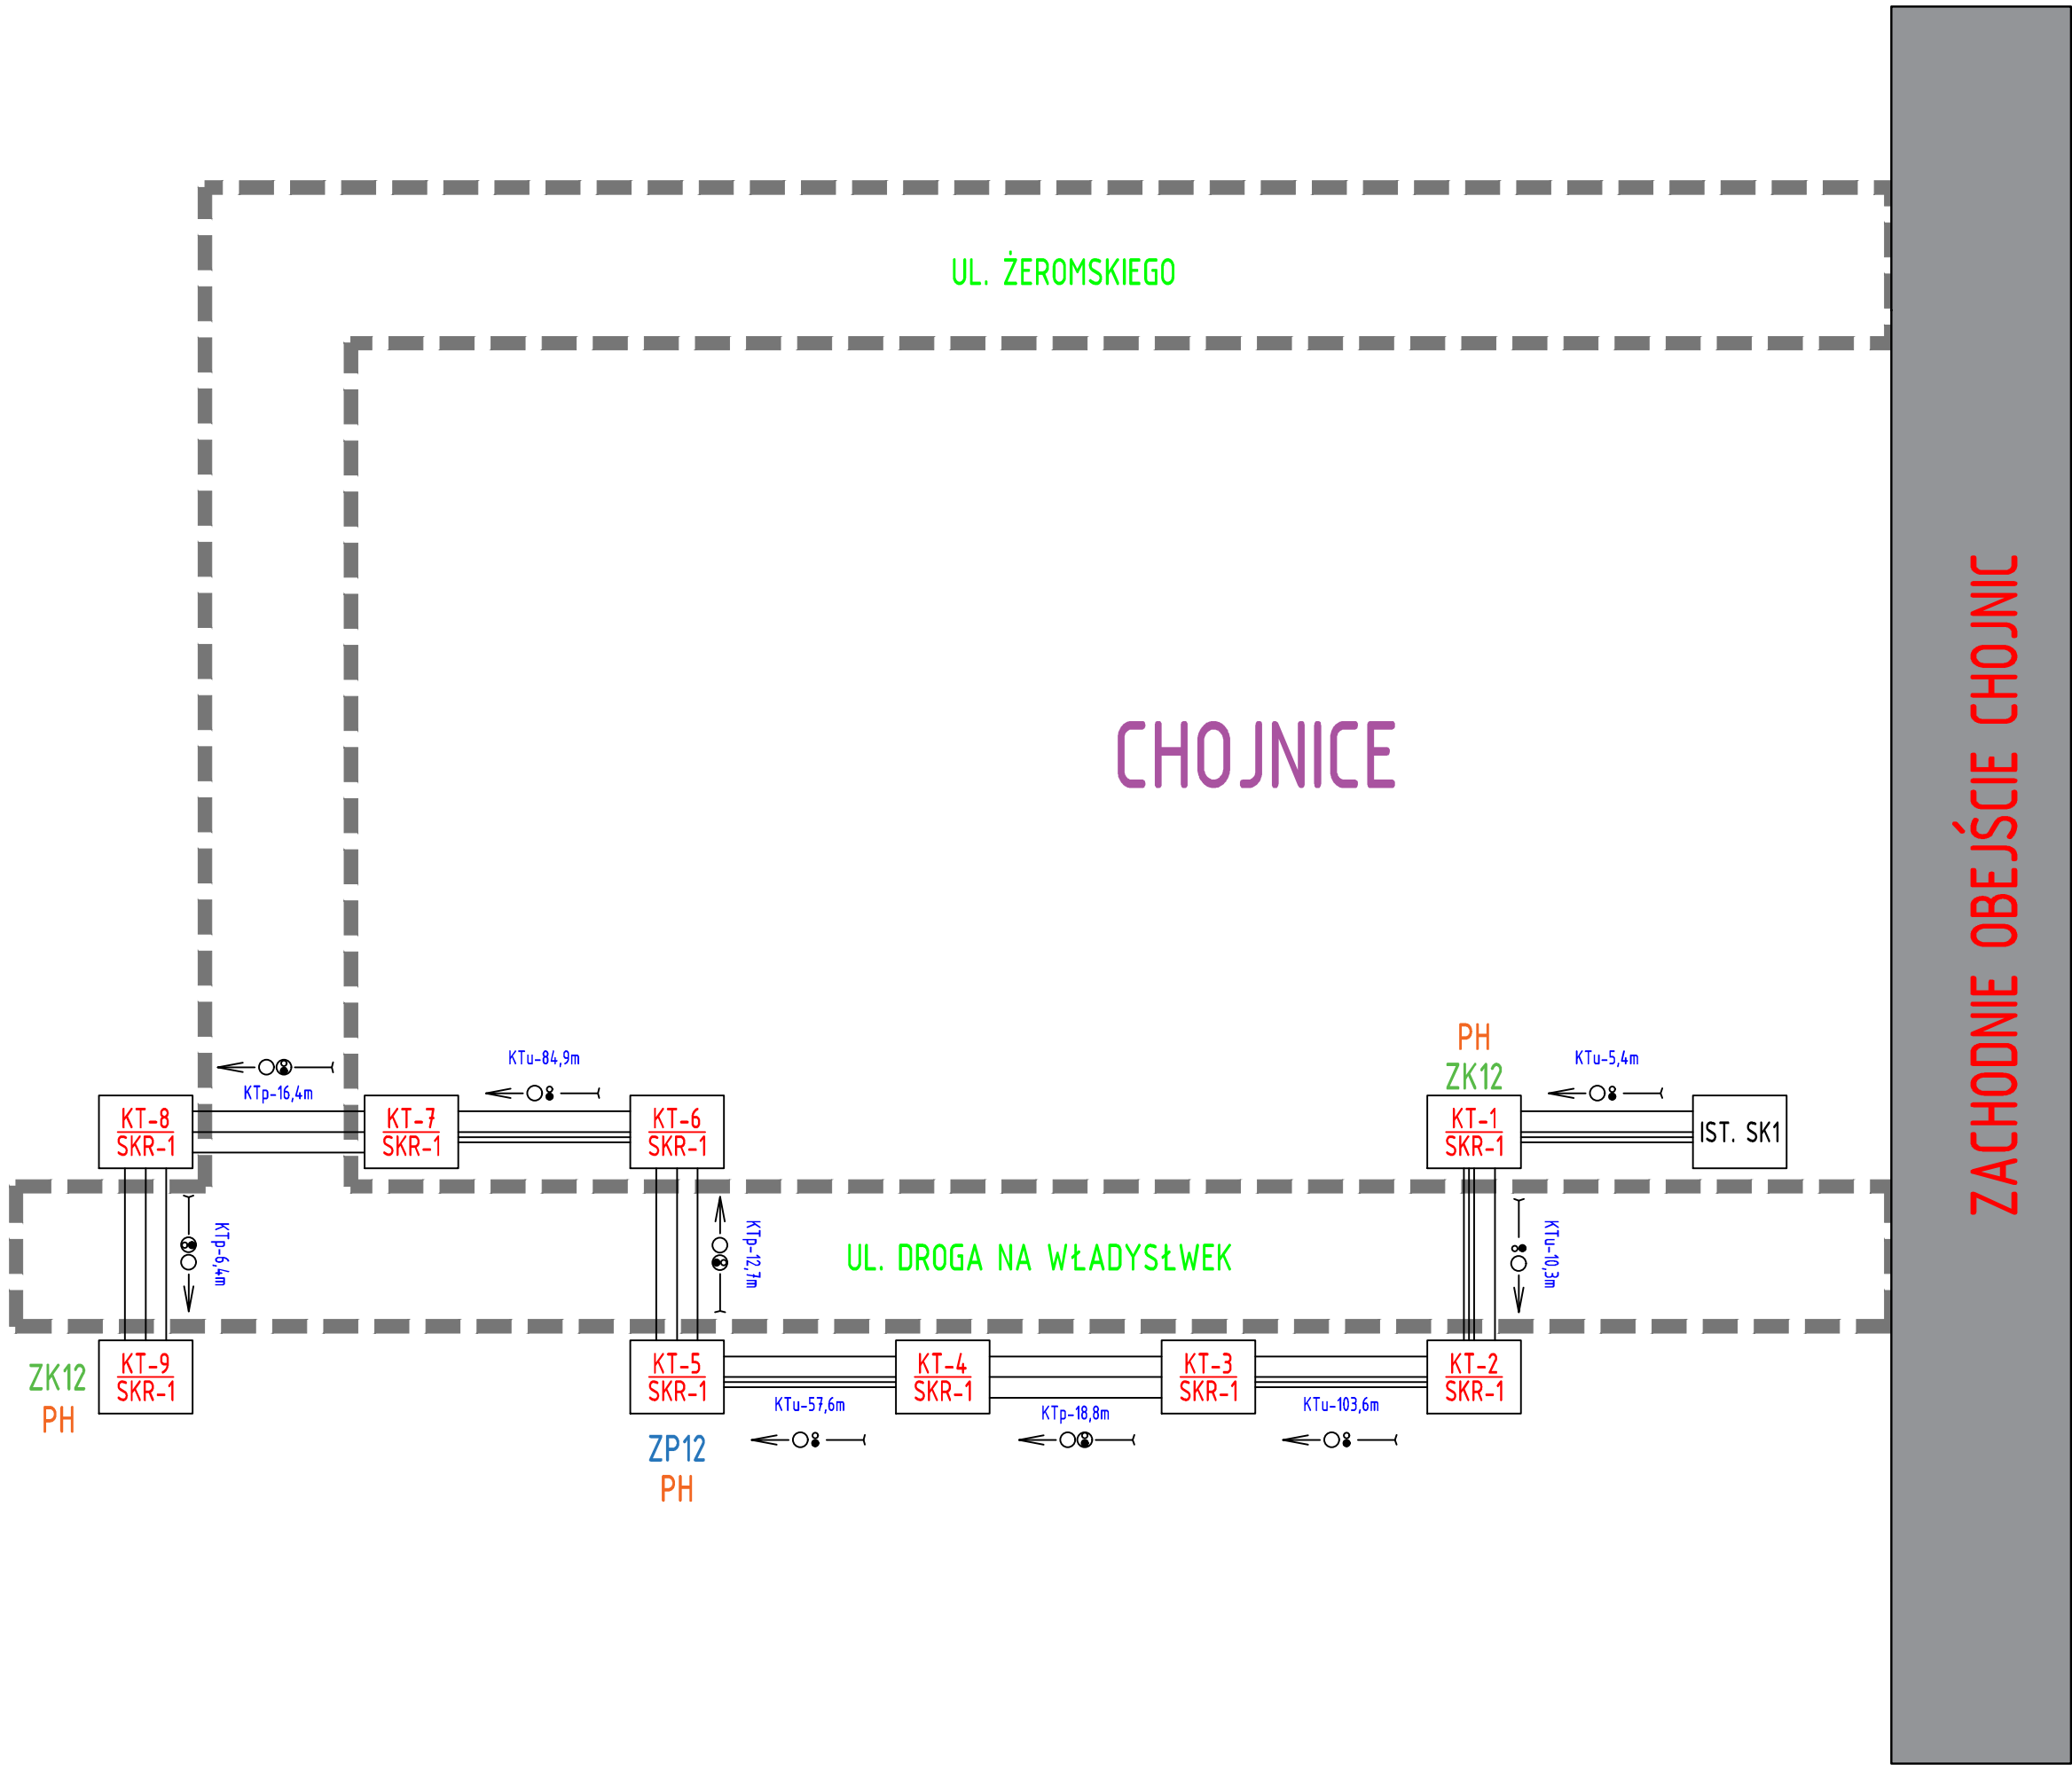 UL. ŻEROMSKIEGO
CHOJNICE
ZACHODNIE OBEJŚCIE CHOJNIC
PH
ZK12
KTu-84,9m
KTu-5,4m
KTp-16,4m
KT-8
SKR-1
KT-7
SKR-1
KT-6
SKR-1
KT-1
SKR-1
IST. SK1
KTp-6,4m
KTp-12,7m
UL. DROGA NA WŁADYSŁWEK
KTu-10,3m
KT-9
SKR-1
KT-5
SKR-1
KT-4
SKR-1
KT-3
SKR-1
KT-2
SKR-1
ZK12
PH
KTu-57,6m
KTp-18,8m
KTu-103,6m
ZP12
PH